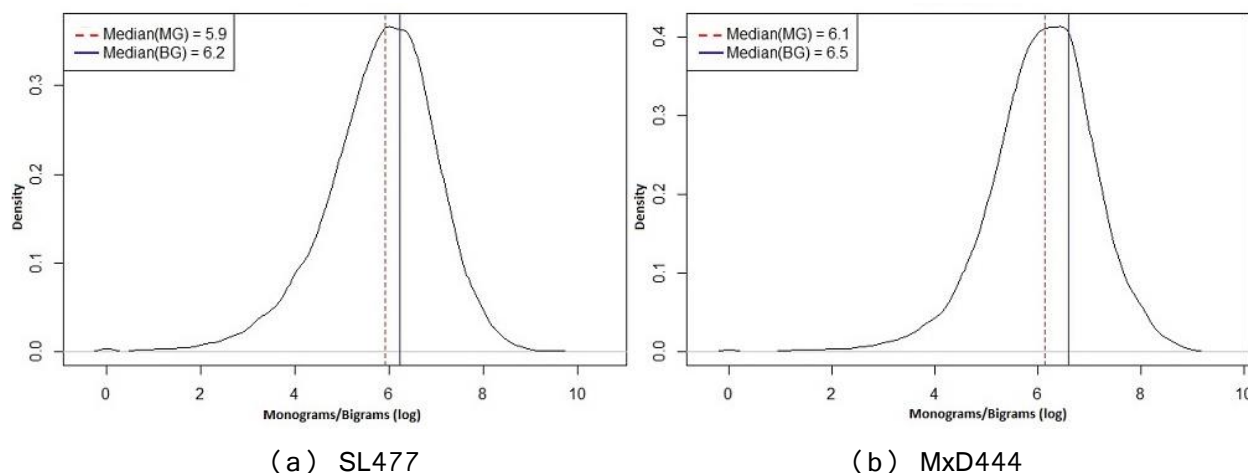 Median(MG) = 5.9
Median(BG) = 6.2
0.3
0.2
0.1
0.0
Density
0 2 4 6 8 10
Monograms/Bigrams (log)
(a) SL477
Median(MG) = 6.1
Median(BG) = 6.5
0.4
0.3
0.2
0.1
0.0
Density
0 2 4 6 8 10
Monograms/Bigrams (log)
(b) MxD444